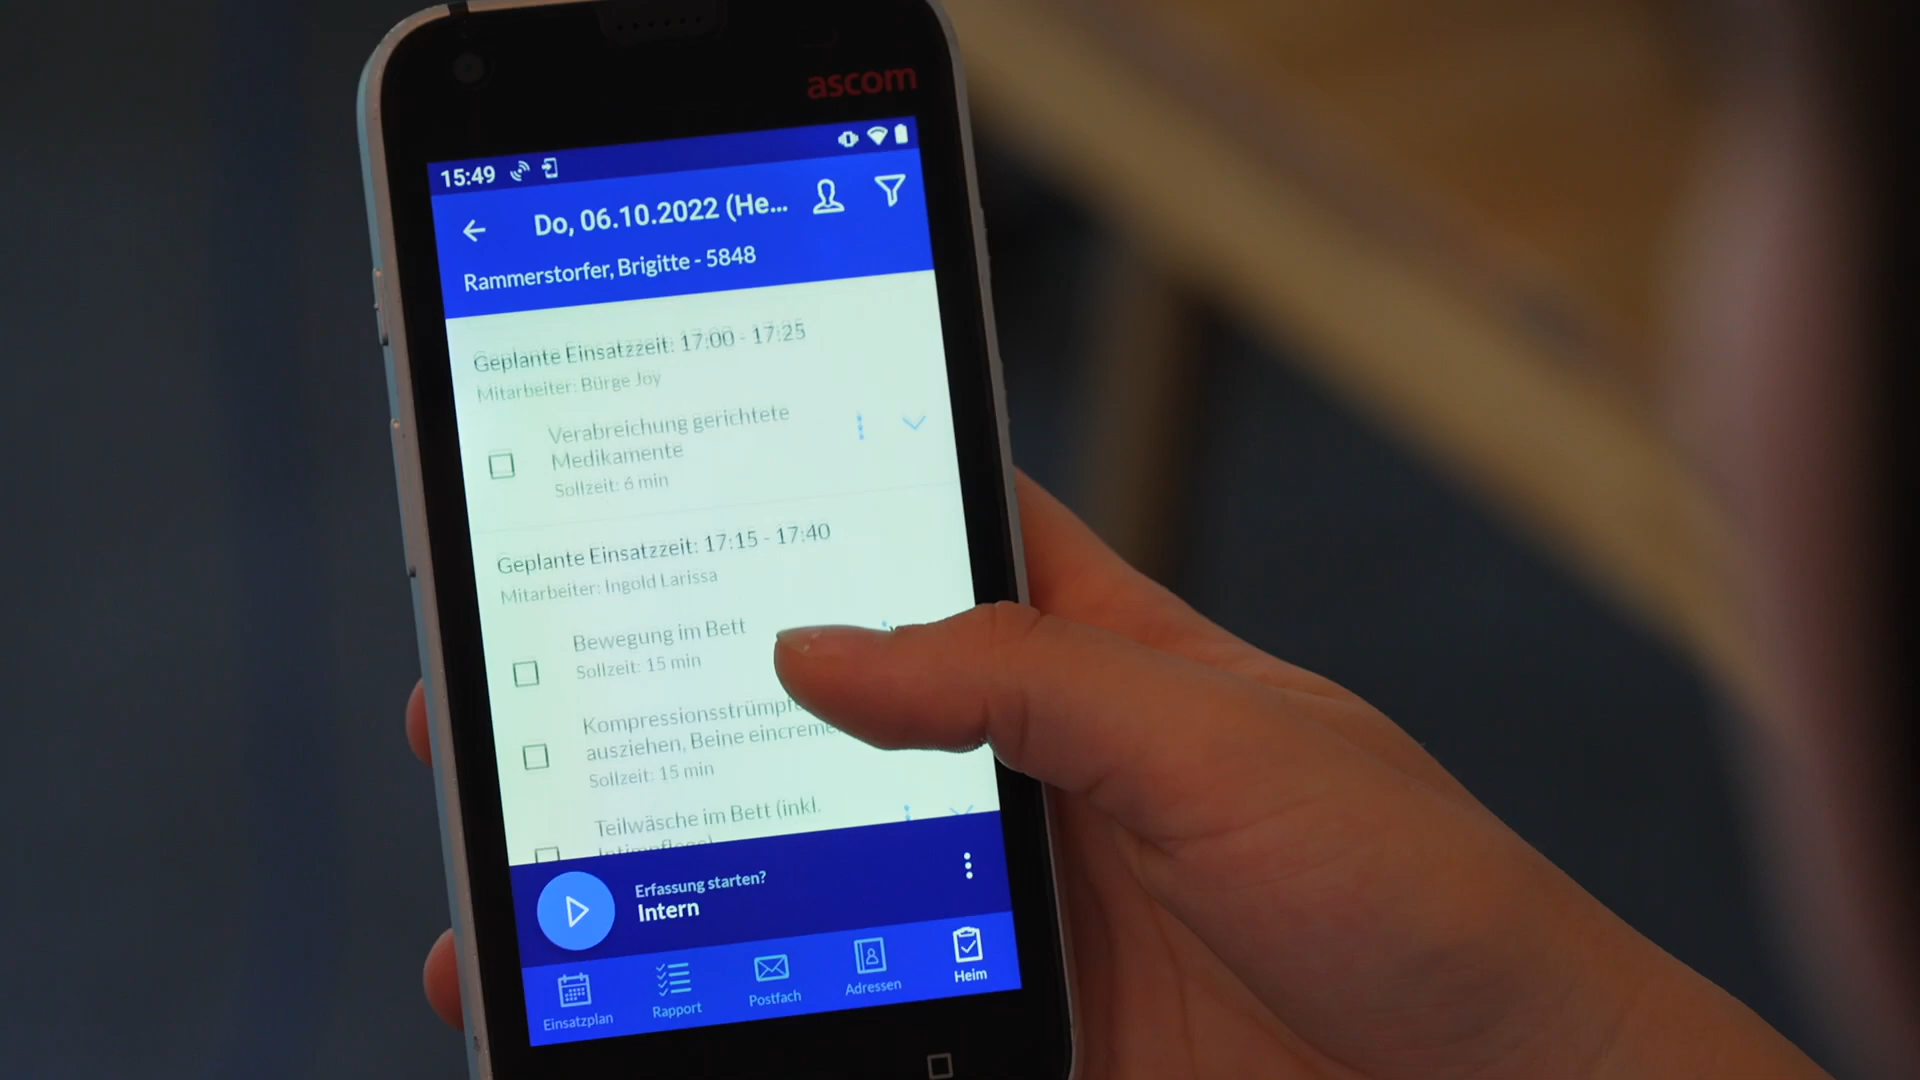 ascom
15:49
Do, 06.10.2022 (He...
Rammerstorfer, Brigitte - 5848
Geplante Einsatzzeit: 17:00 - 17:25
Mitarbeiter: Bürge Joy
Verabreichung gerichtete
Medikamente
Sollzeit: 6 min
Geplante Einsatzzeit: 17:15 - 17:40
Mitarbeiter: Ingold Larissa
Bewegung im Bett
Sollzeit: 15 min
Kompressionsstrümpf
ausziehen, Beine eincreme
Sollzeit: 15 min
Teilwäsche im Bett (inkl.
Intimpflege)
Erfassung starten?
Intern
Einsatzplan
Rapport
Postfach
Adressen
Heim